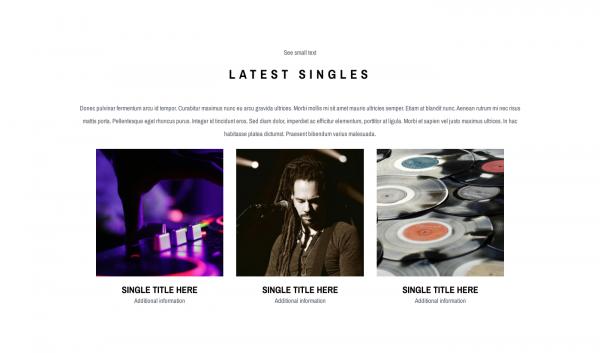 See small text
LATEST SINGLES
Donec pulvinar fermentum arcu id tempor. Curabitur maximus nunc eu arcu gravida ultrices. Morbi mollis mi sit amet mauris ultricies semper. Etiam at blandit nunc. Aenean rutrum mi nec risus
mattis porta. Pellentesque eget rhoncus purus. Integer id tincidunt eros. Sed diam dolor, imperdiet ac efficitur elementum, porttitor at ligula. Morbi et sapien vel justo maximus ultrices. In hac
habitasse platea dictumst. Praesent bibendum varius malesuada.
SINGLE TITLE HERE SINGLE TITLE HERE SINGLE TITLE HERE
Additional information Additional information Additional information